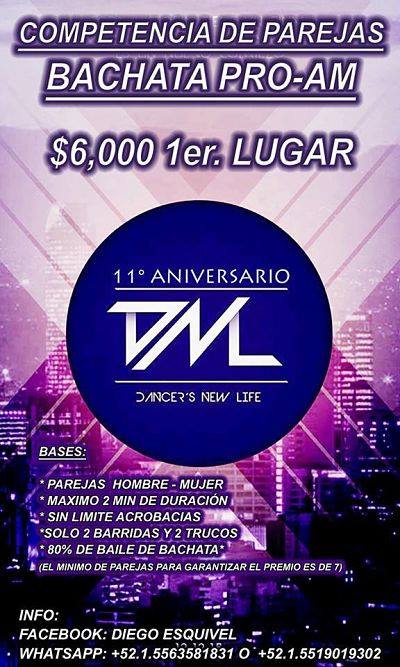 COMPETENCIA DE PAREJAS
BACHATA PRO-AM
$6,000 1er. LUGAR
11º ANIVERSARIO
DNL
DANCER'S NEW LIFE
BASES:
* PAREJAS HOMBRE - MUJER
* MAXIMO 2 MIN DE DURACIÓN
* SIN LIMITE ACROBACIAS
*SOLO 2 BARRIDAS Y 2 TRUCOS
* 80% DE BAILE DE BACHATA*
(EL MINIMO DE PAREJAS PARA GARANTIZAR EL PREMIO ES DE 7)
INFO:
FACEBOOK: DIEGO ESQUIVEL
WHATSAPP: +52.1.5563581831 O +52.1.5519019302